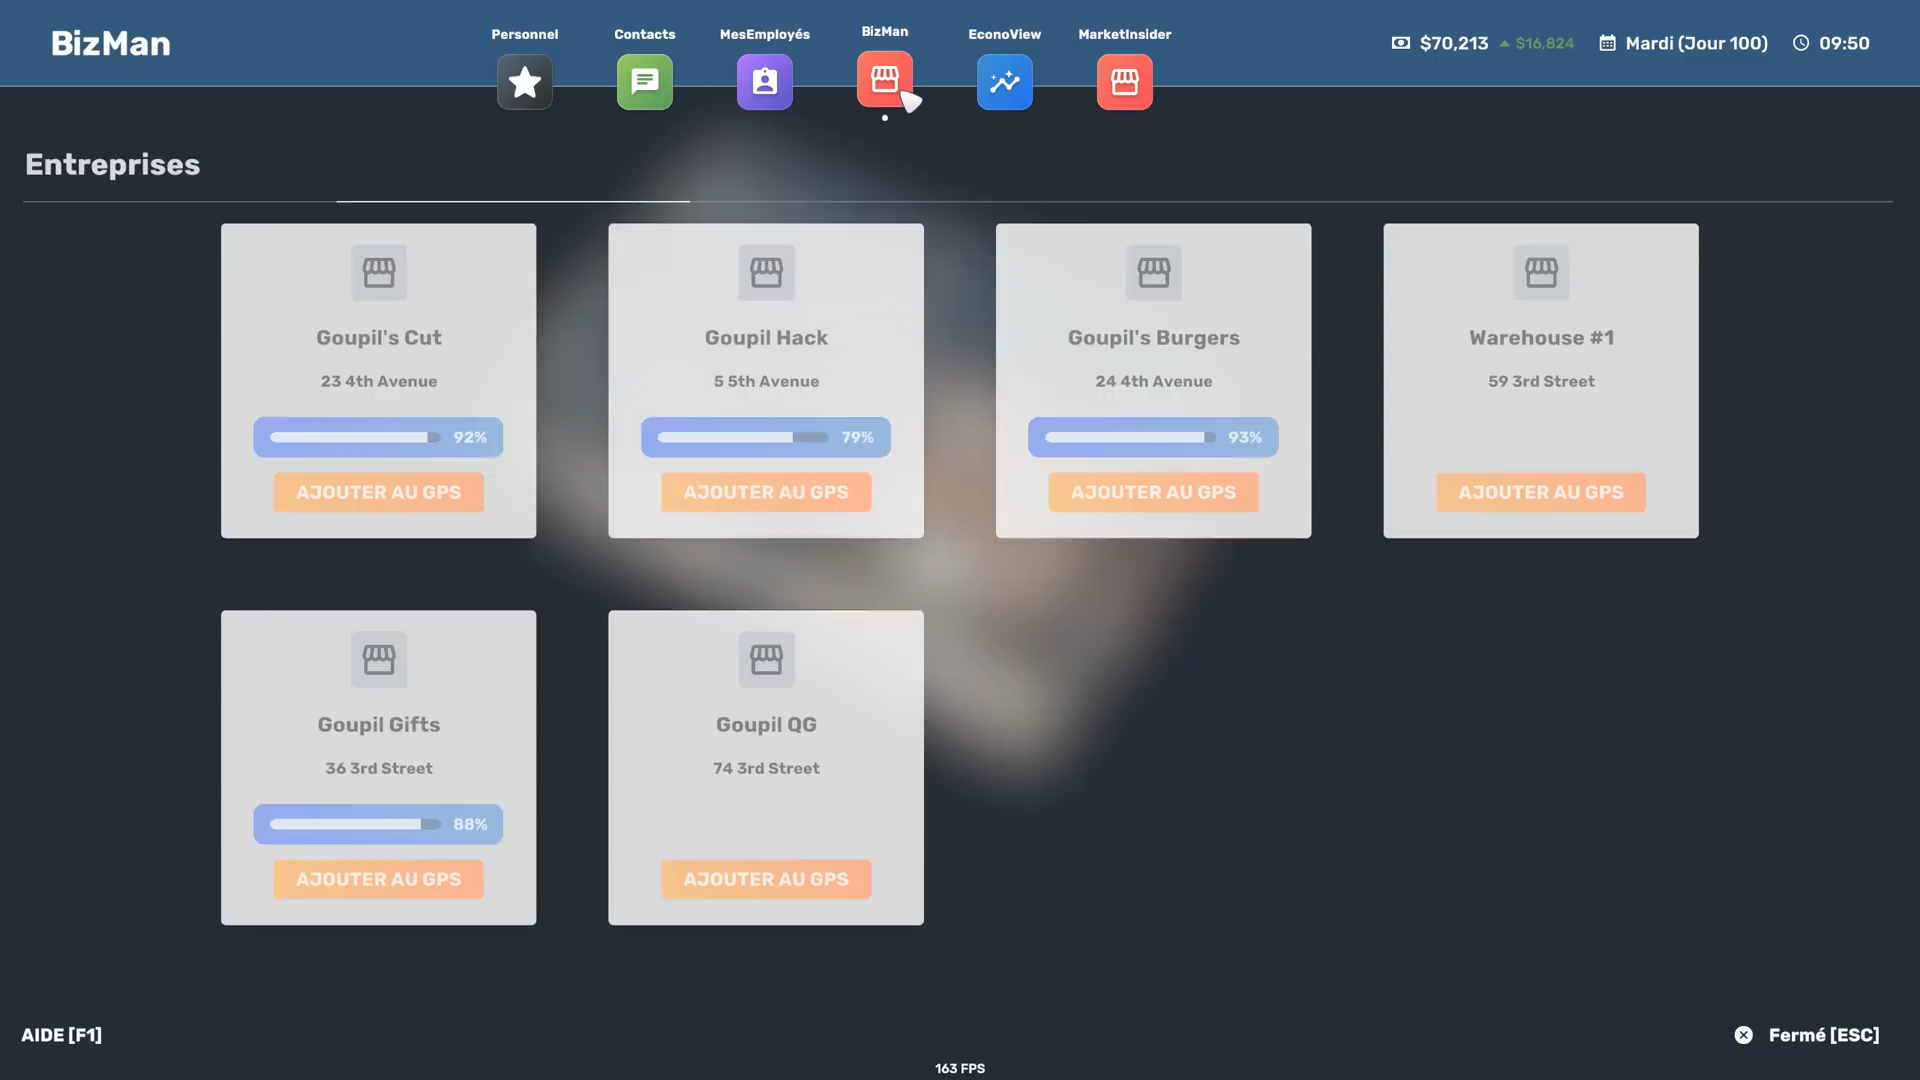 BizMan
Personnel
Contacts
MesEmployés
BizMan
EconoView
MarketInsider
$70,213 $16,824 Mardi (Jour 100) 09:50
Entreprises
Goupil's Cut
23 4th Avenue
92%
AJOUTER AU GPS
Goupil Hack
5 5th Avenue
79%
AJOUTER AU GPS
Goupil's Burgers
24 4th Avenue
93%
AJOUTER AU GPS
Warehouse #1
59 3rd Street
AJOUTER AU GPS
Goupil Gifts
36 3rd Street
88%
AJOUTER AU GPS
Goupil QG
74 3rd Street
AJOUTER AU GPS
AIDE [F1]
Fermé [ESC]
163 FPS